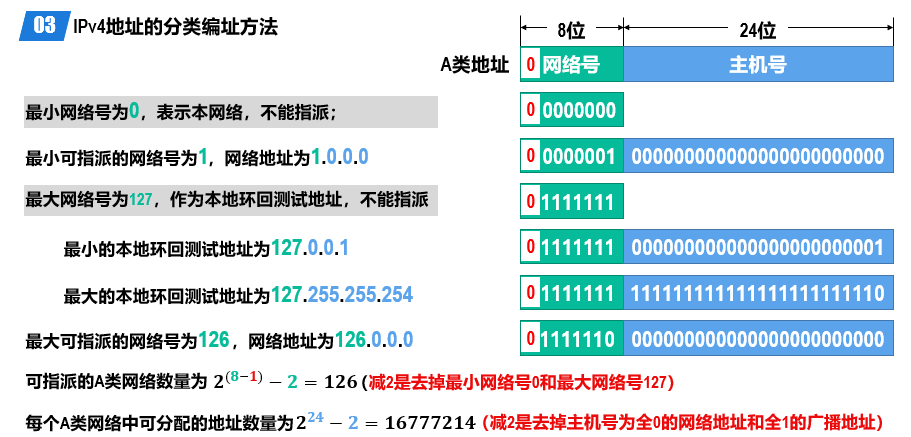 03 IPv4地址的分类编址方法
8位 24位
A类地址 0 网络号 主机号
最小网络号为0，表示本网络，不能指派； 0 0000000
最小可指派的网络号为1，网络地址为1.0.0.0 0 0000001 000000000000000000000000
最大网络号为127，作为本地环回测试地址，不能指派 0 1111111
最小的本地环回测试地址为127.0.0.1 0 1111111 000000000000000000000001
最大的本地环回测试地址为127.255.255.254 0 1111111 111111111111111111111110
最大可指派的网络号为126，网络地址为126.0.0.0 0 1111110 000000000000000000000000
可指派的A类网络数量为 2^(8−1) − 2 = 126 (减2是去掉最小网络号0和最大网络号127)
每个A类网络中可分配的地址数量为2^24 − 2 = 16777214 (减2是去掉主机号为全0的网络地址和全1的广播地址)